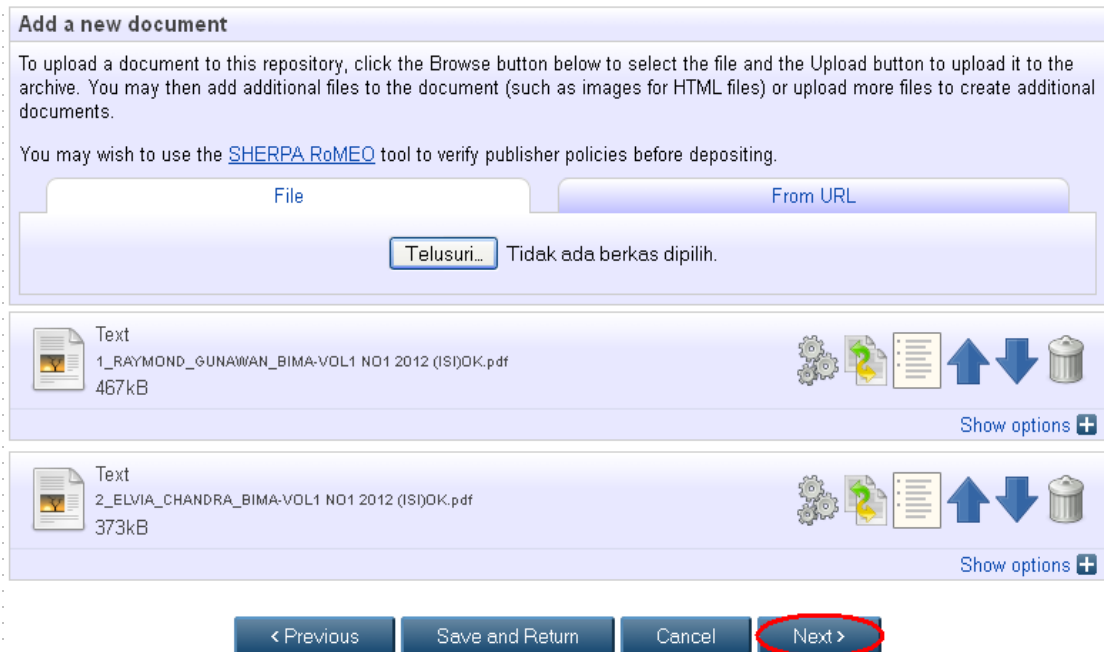 Add a new document
To upload a document to this repository, click the Browse button below to select the file and the Upload button to upload it to the
archive. You may then add additional files to the document (such as images for HTML files) or upload more files to create additional
documents.
You may wish to use the SHERPA RoMEO tool to verify publisher policies before depositing.
File From URL
Telusuri... Tidak ada berkas dipilih.
Text
1_RAYMOND_GUNAWAN_BIMA-VOL1 NO1 2012 (ISI)OK.pdf
467kB
Show options
Text
2_ELVIA_CHANDRA_BIMA-VOL1 NO1 2012 (ISI)OK.pdf
373kB
Show options
< Previous Save and Return Cancel Next >